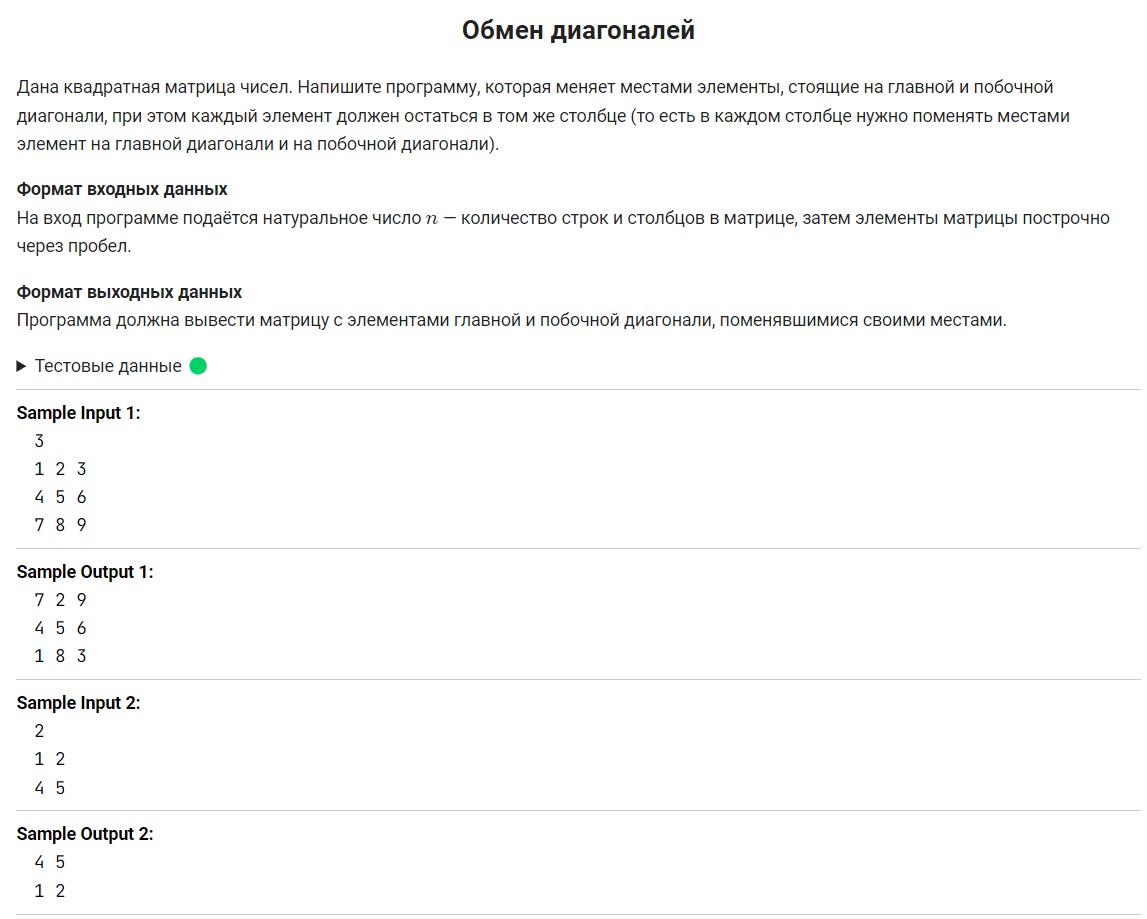 Обмен диагоналей
Дана квадратная матрица чисел. Напишите программу, которая меняет местами элементы, стоящие на главной и побочной
диагонали, при этом каждый элемент должен остаться в том же столбце (то есть в каждом столбце нужно поменять местами
элемент на главной диагонали и на побочной диагонали).
Формат входных данных
На вход программе подаётся натуральное число n — количество строк и столбцов в матрице, затем элементы матрицы построчно
через пробел.
Формат выходных данных
Программа должна вывести матрицу с элементами главной и побочной диагонали, поменявшимися своими местами.
Тестовые данные
Sample Input 1:
3
1 2 3
4 5 6
7 8 9
Sample Output 1:
7 2 9
4 5 6
1 8 3
Sample Input 2:
2
1 2
4 5
Sample Output 2:
4 5
1 2